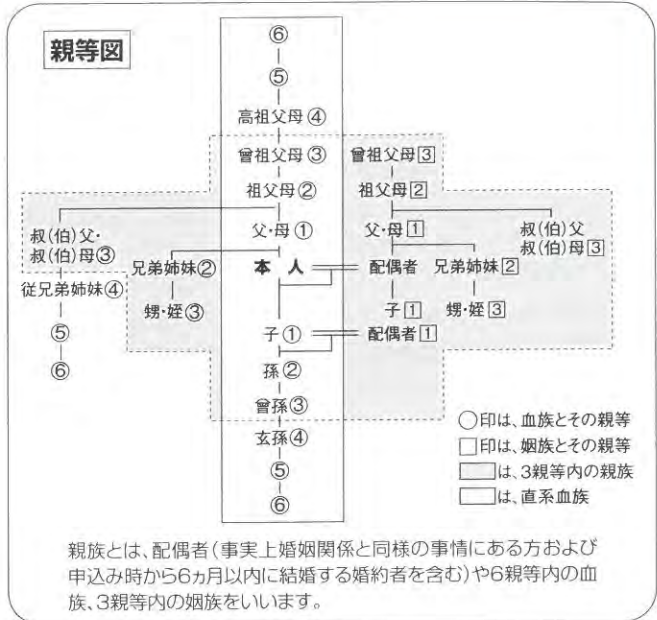 親等図
⑥
⑤
高祖父母④
曾祖父母③ 曾祖父母3
祖父母② 祖父母2
叔(伯)父・
叔(伯)母③
父・母① 父・母1
叔(伯)父
叔(伯)母3
兄弟姉妹② 本人 配偶者 兄弟姉妹2
従兄弟姉妹④
甥・姪③ 子1 甥・姪3
⑤ 子① 配偶者1
⑥ 孫②
曾孫③
玄孫④
⑤
⑥
○印は、血族とその親等
□印は、姻族とその親等
は、3親等内の親族
は、直系血族
親族とは、配偶者(事実上婚姻関係と同様の事情にある方および
申込み時から6ヵ月以内に結婚する婚約者を含む)や6親等内の血
族、3親等内の姻族をいいます。